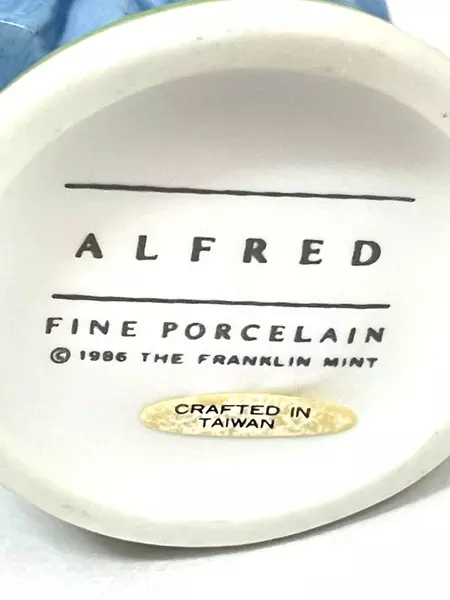 ALFRED
FINE PORCELAIN
© 1986 THE FRANKLIN MINT
CRAFTED IN
TAIWAN